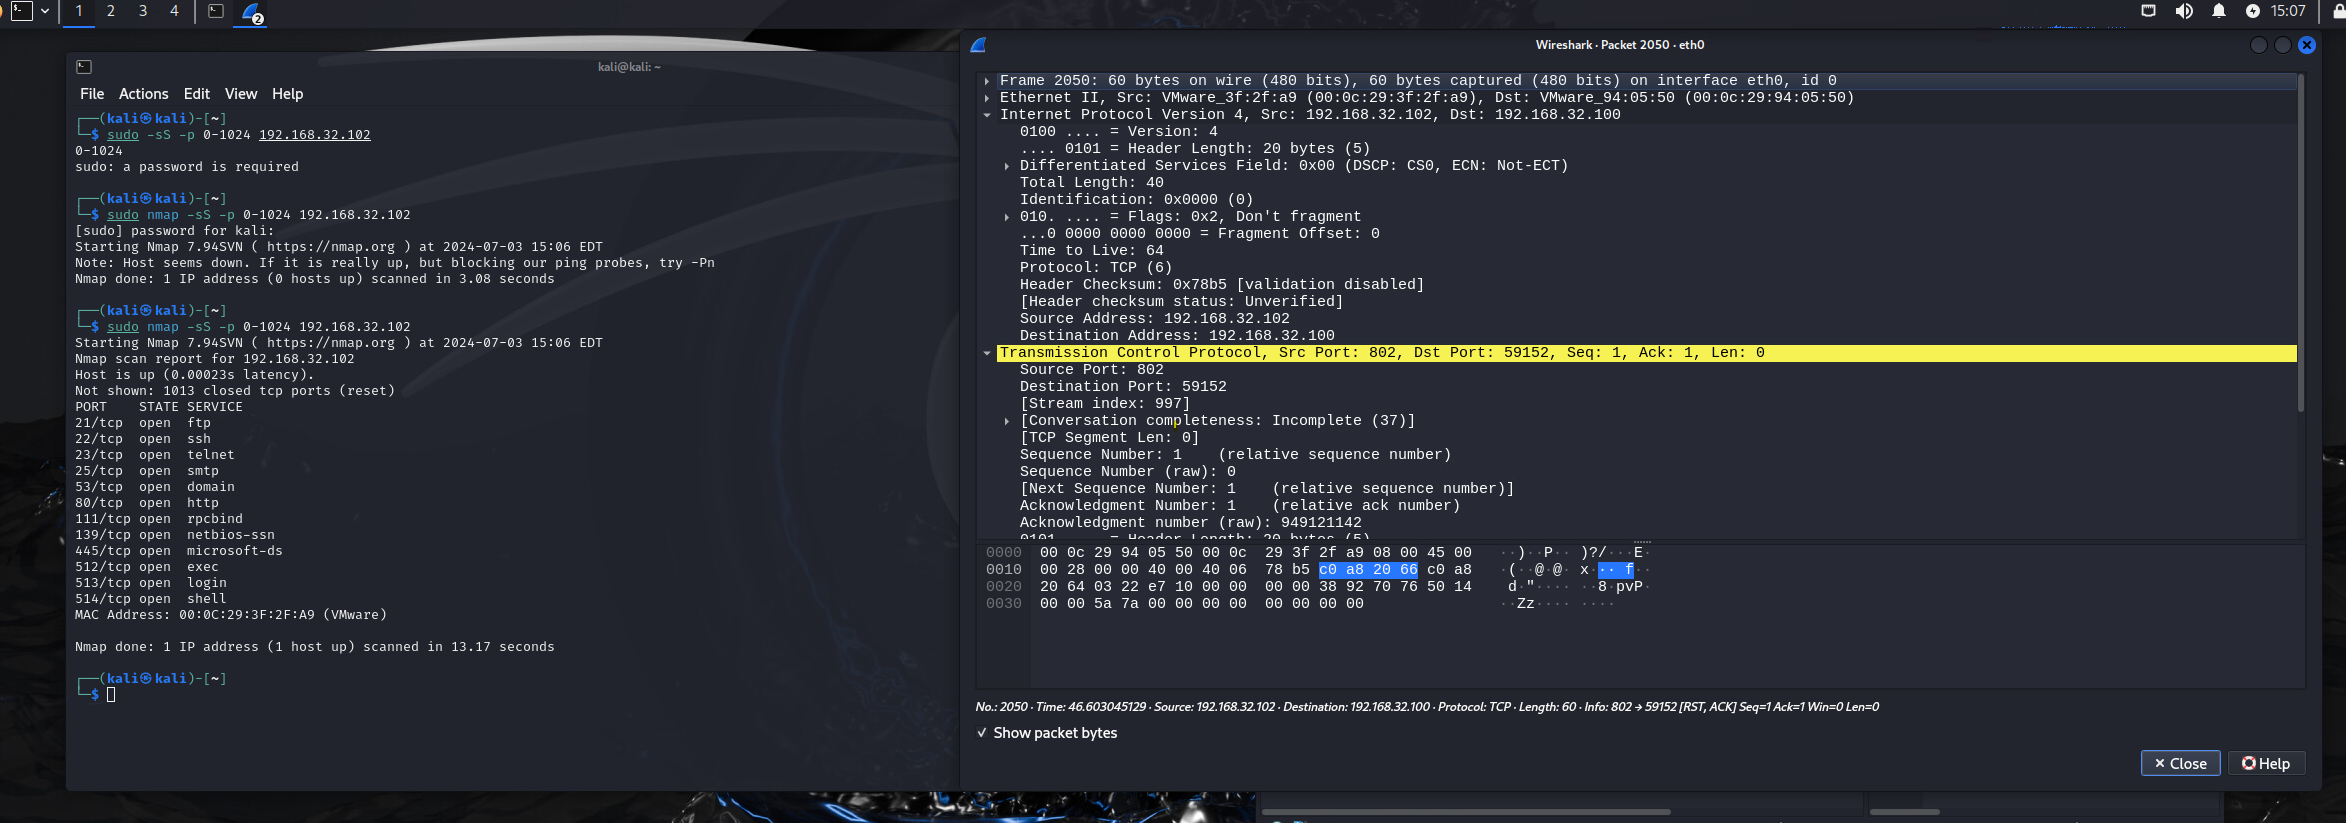 1 2 3 4
2
15:07
kali@kali: ~
File Actions Edit View Help
┌──(kali㉿kali)-[~]
└─$ sudo -sS -p 0-1024 192.168.32.102
0-1024
sudo: a password is required
┌──(kali㉿kali)-[~]
└─$ sudo nmap -sS -p 0-1024 192.168.32.102
[sudo] password for kali:
Starting Nmap 7.94SVN ( https://nmap.org ) at 2024-07-03 15:06 EDT
Note: Host seems down. If it is really up, but blocking our ping probes, try -Pn
Nmap done: 1 IP address (0 hosts up) scanned in 3.08 seconds
┌──(kali㉿kali)-[~]
└─$ sudo nmap -sS -p 0-1024 192.168.32.102
Starting Nmap 7.94SVN ( https://nmap.org ) at 2024-07-03 15:06 EDT
Nmap scan report for 192.168.32.102
Host is up (0.00023s latency).
Not shown: 1013 closed tcp ports (reset)
PORT    STATE SERVICE
21/tcp  open  ftp
22/tcp  open  ssh
23/tcp  open  telnet
25/tcp  open  smtp
53/tcp  open  domain
80/tcp  open  http
111/tcp open  rpcbind
139/tcp open  netbios-ssn
445/tcp open  microsoft-ds
512/tcp open  exec
513/tcp open  login
514/tcp open  shell
MAC Address: 00:0C:29:3F:2F:A9 (VMware)
Nmap done: 1 IP address (1 host up) scanned in 13.17 seconds
┌──(kali㉿kali)-[~]
└─$
Wireshark · Packet 2050 · eth0
Frame 2050: 60 bytes on wire (480 bits), 60 bytes captured (480 bits) on interface eth0, id 0
Ethernet II, Src: VMware_3f:2f:a9 (00:0c:29:3f:2f:a9), Dst: VMware_94:05:50 (00:0c:29:94:05:50)
Internet Protocol Version 4, Src: 192.168.32.102, Dst: 192.168.32.100
0100 .... = Version: 4
.... 0101 = Header Length: 20 bytes (5)
Differentiated Services Field: 0x00 (DSCP: CS0, ECN: Not-ECT)
Total Length: 40
Identification: 0x0000 (0)
010. .... = Flags: 0x2, Don't fragment
...0 0000 0000 0000 = Fragment Offset: 0
Time to Live: 64
Protocol: TCP (6)
Header Checksum: 0x78b5 [validation disabled]
[Header checksum status: Unverified]
Source Address: 192.168.32.102
Destination Address: 192.168.32.100
Transmission Control Protocol, Src Port: 802, Dst Port: 59152, Seq: 1, Ack: 1, Len: 0
Source Port: 802
Destination Port: 59152
[Stream index: 997]
[Conversation completeness: Incomplete (37)]
[TCP Segment Len: 0]
Sequence Number: 1    (relative sequence number)
Sequence Number (raw): 0
[Next Sequence Number: 1    (relative sequence number)]
Acknowledgment Number: 1    (relative ack number)
Acknowledgment number (raw): 949121142
0101 .... = Header Length: 20 bytes (5)
0000 00 0c 29 94 05 50 00 0c 29 3f 2f a9 08 00 45 00 ··)··P·· )?/···E·
0010 00 28 00 00 40 00 40 06 78 b5 c0 a8 20 66 c0 a8 ·(··@·@· x··· f··
0020 20 64 03 22 e7 10 00 00 00 00 38 92 70 76 50 14  d·"···· ··8·pvP·
0030 00 00 5a 7a 00 00 00 00 00 00 00 00 ··Zz···· ····
No.: 2050 · Time: 46.603045129 · Source: 192.168.32.102 · Destination: 192.168.32.100 · Protocol: TCP · Length: 60 · Info: 802 → 59152 [RST, ACK] Seq=1 Ack=1 Win=0 Len=0
Show packet bytes
Close
Help